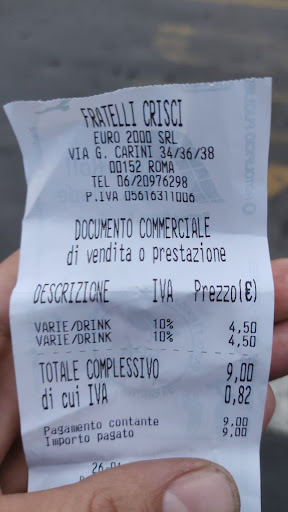 FRATELLI CRISCI
EURO 2000 SRL
VIA G. CARINI 34/36/38
00152 ROMA
TEL 06/20976298
P.IVA 05616311006
DOCUMENTO COMMERCIALE
di vendita o prestazione
DESCRIZIONE IVA Prezzo(€)
VARIE/DRINK 10% 4,50
VARIE/DRINK 10% 4,50
TOTALE COMPLESSIVO 9,00
di cui IVA 0,82
Pagamento contante 9,00
Importo pagato 9,00